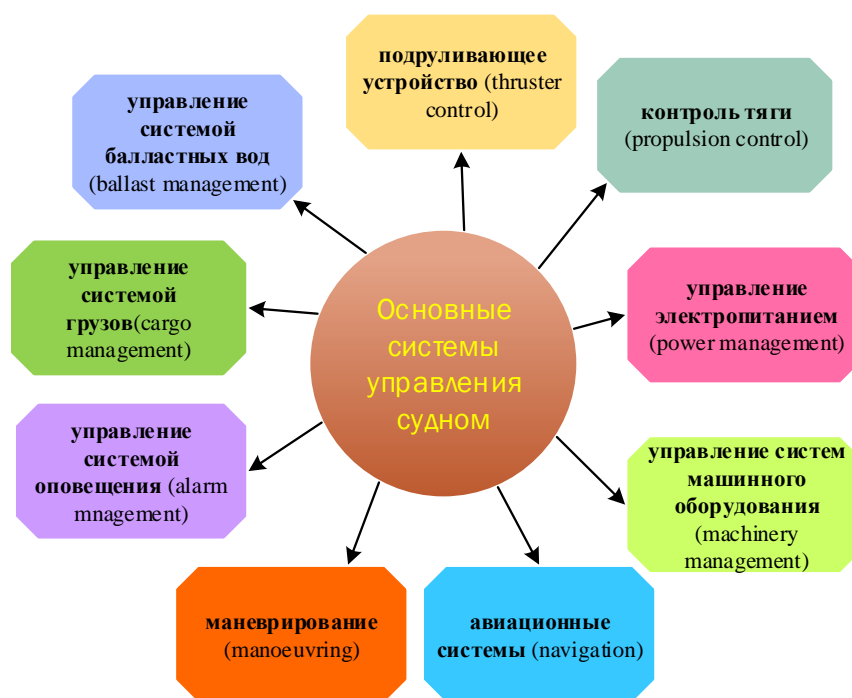 подруливающее
устройство (thruster
control)
контроль тяги
(propulsion control)
управление
системой
балластных вод
(ballast management)
управление
системой
грузов(cargo
management)
Основные
системы
управления
судном
управление
электропитанием
(power management)
управление
системой
оповещения (alarm
mnagement)
управление систем
машинного
оборудования
(machinery
management)
маневрирование
(manoeuvring)
авиационные
системы (navigation)